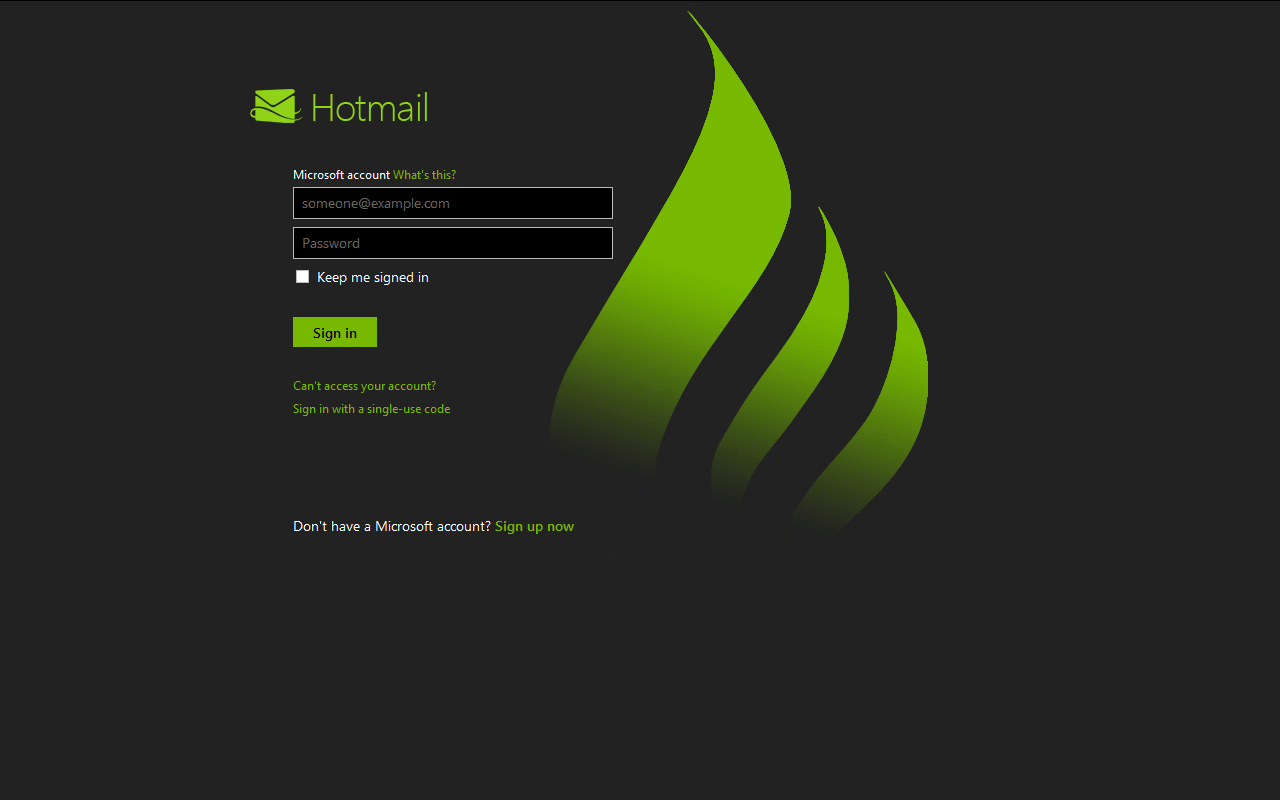 Hotmail
Microsoft account What's this?
someone@example.com
Password
Keep me signed in
Sign in
Can't access your account?
Sign in with a single-use code
Don't have a Microsoft account? Sign up now